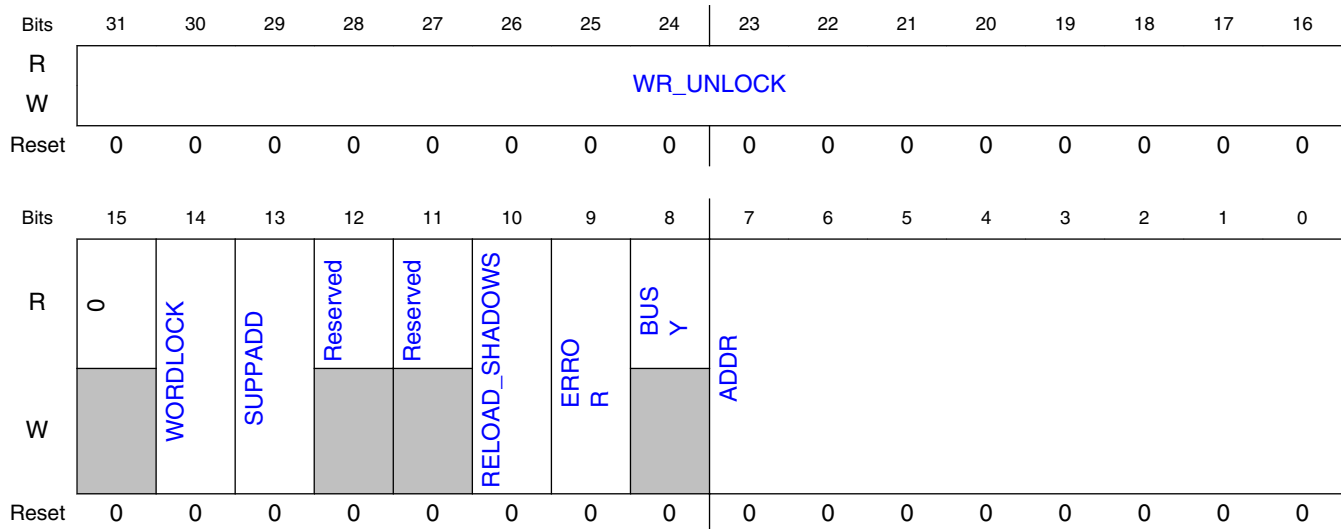 Bits 31 30 29 28 27 26 25 24 23 22 21 20 19 18 17 16
R
WR_UNLOCK
W
Reset 0 0 0 0 0 0 0 0 0 0 0 0 0 0 0 0
Bits 15 14 13 12 11 10 9 8 7 6 5 4 3 2 1 0
R
0
WORDLOCK
SUPPADD
Reserved
Reserved
RELOAD_SHADOWS
ERRO
R
BUS
Y
ADDR
W
Reset 0 0 0 0 0 0 0 0 0 0 0 0 0 0 0 0